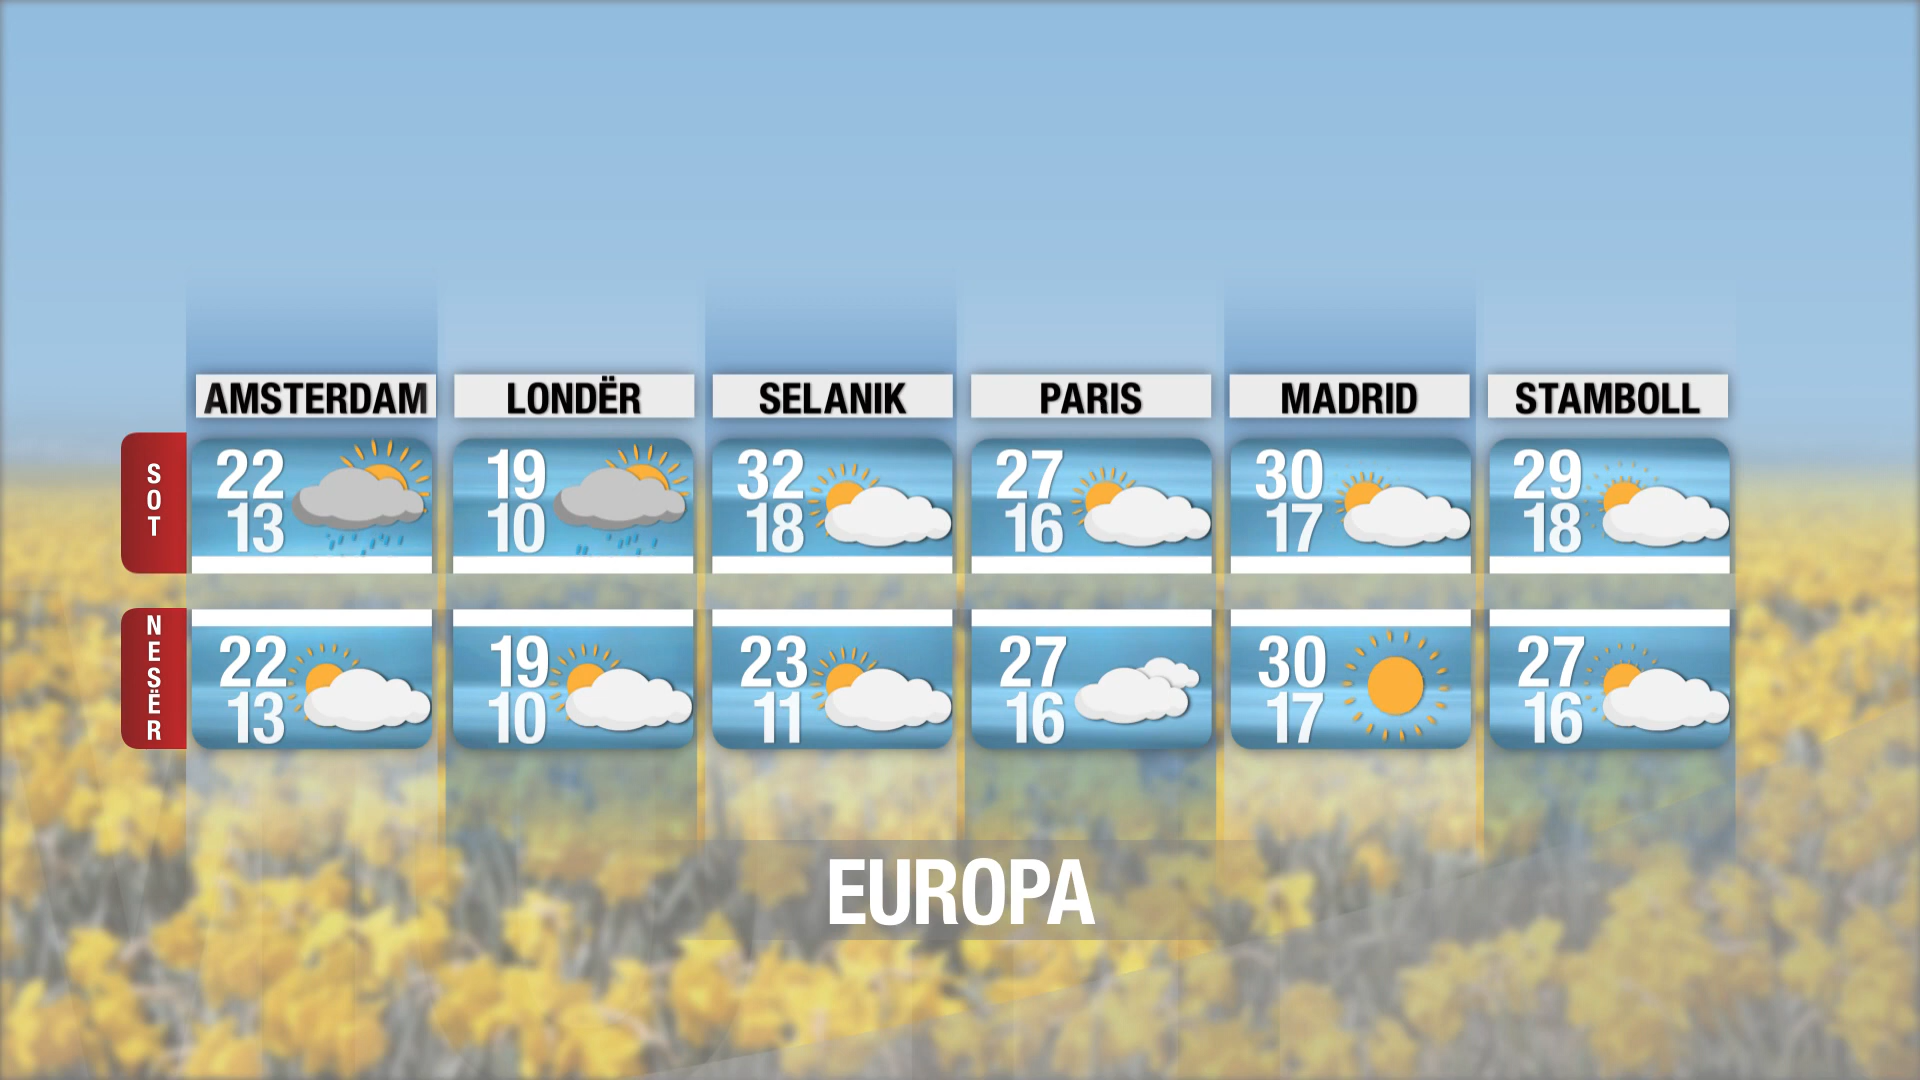 AMSTERDAM LONDËR SELANIK PARIS MADRID STAMBOLL
SOT
22 19 32 27 30 29
13 10 18 16 17 18
NESËR
22 19 23 27 30 27
13 10 11 16 17 16
EUROPA